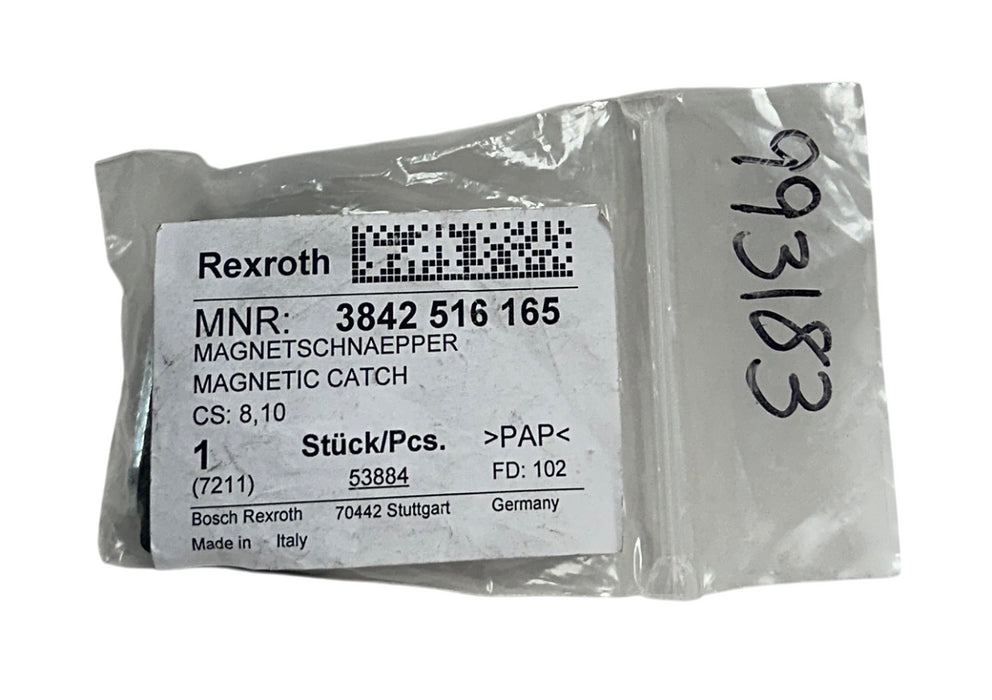 Rexroth
MNR: 3842 516 165
MAGNETSCHNAEPPER
MAGNETIC CATCH
CS: 8,10
1 Stück/Pcs. >PAP<
(7211) 53884 FD: 102
Bosch Rexroth 70442 Stuttgart Germany
Made in Italy
993183